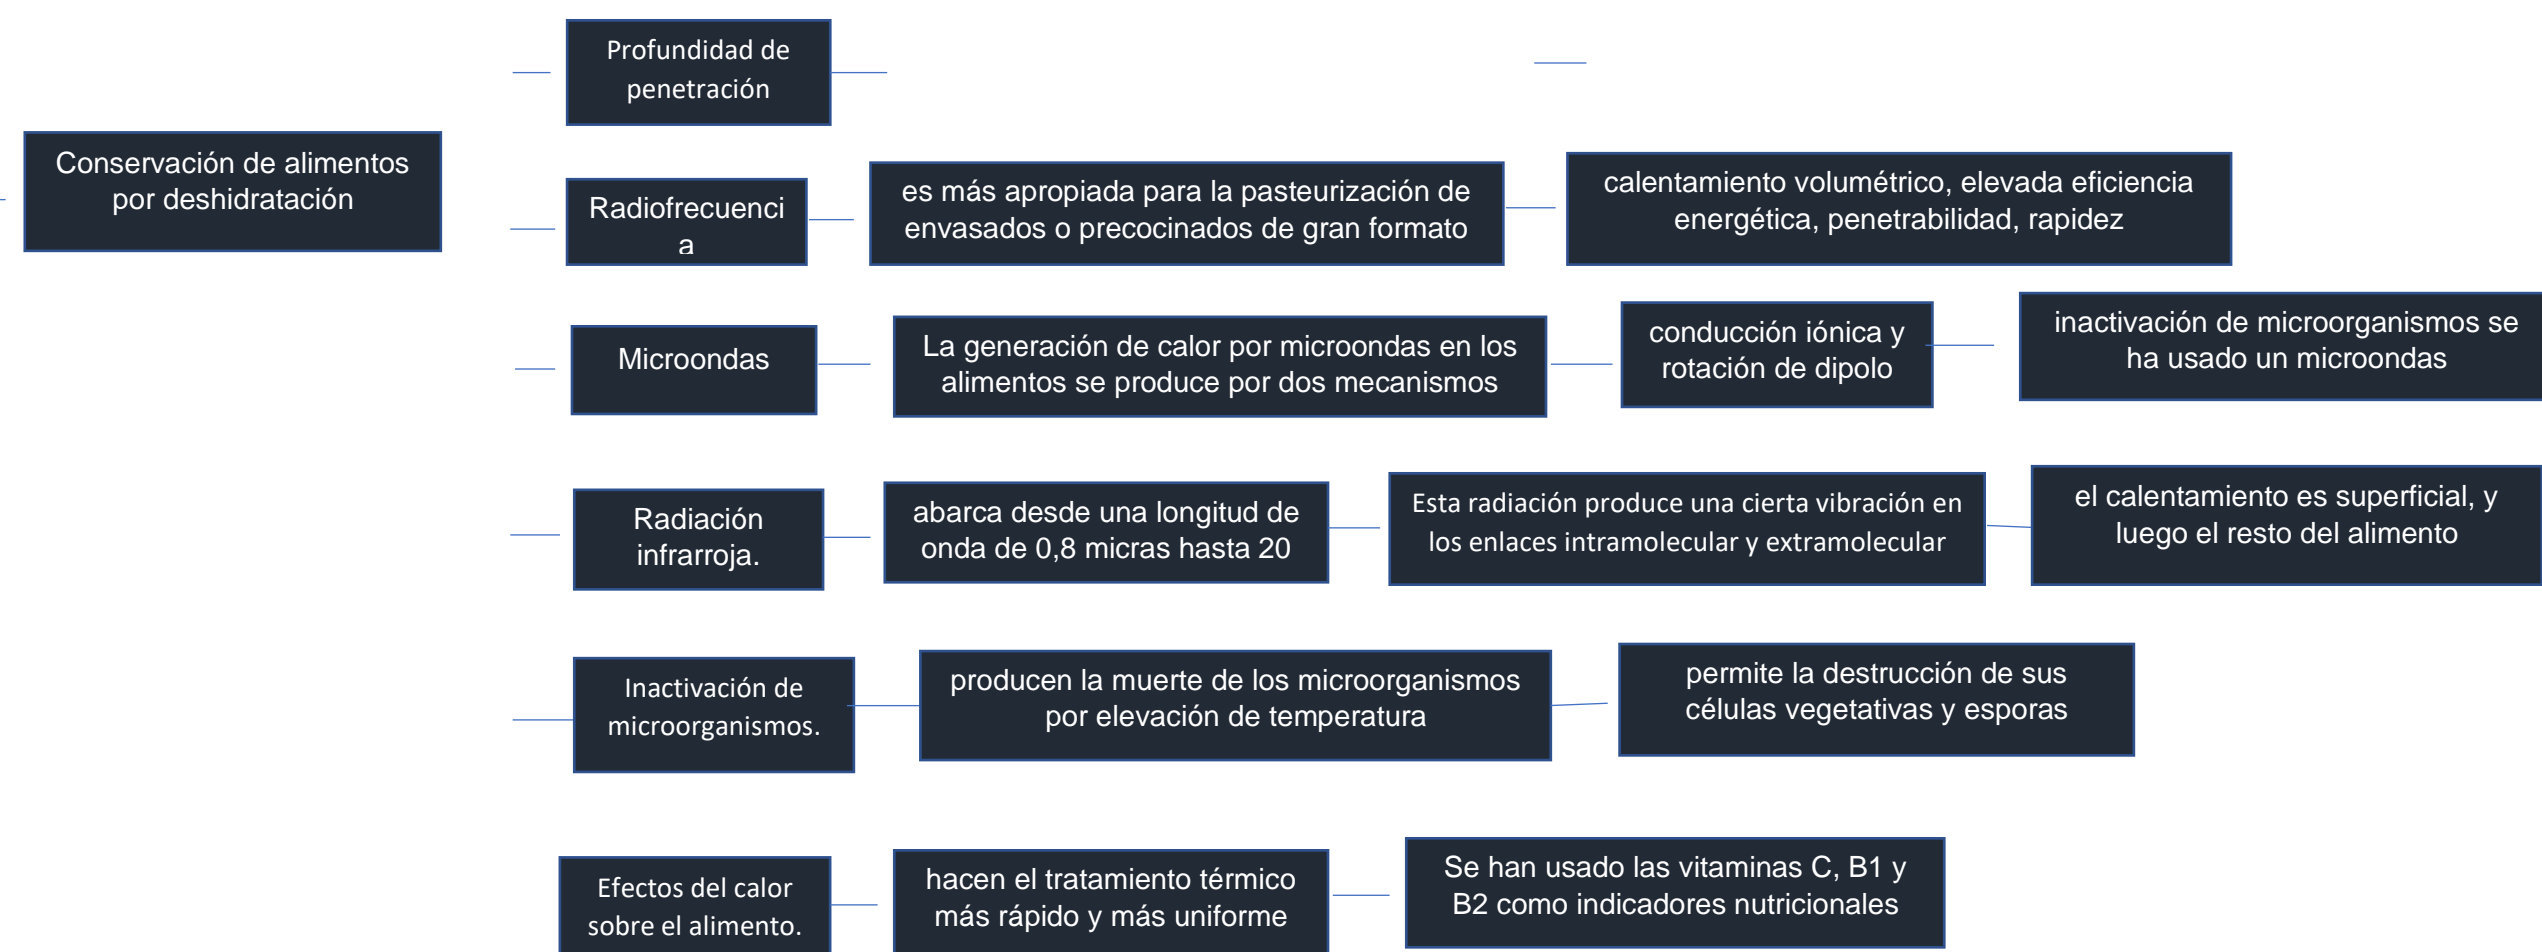 Profundidad de
penetración
Conservación de alimentos
por deshidratación
Radiofrecuenci
a
es más apropiada para la pasteurización de
envasados o precocinados de gran formato
calentamiento volumétrico, elevada eficiencia
energética, penetrabilidad, rapidez
Microondas
La generación de calor por microondas en los
alimentos se produce por dos mecanismos
conducción iónica y
rotación de dipolo
inactivación de microorganismos se
ha usado un microondas
Radiación
infrarroja.
abarca desde una longitud de
onda de 0,8 micras hasta 20
Esta radiación produce una cierta vibración en
los enlaces intramolecular y extramolecular
el calentamiento es superficial, y
luego el resto del alimento
Inactivación de
microorganismos.
producen la muerte de los microorganismos
por elevación de temperatura
permite la destrucción de sus
células vegetativas y esporas
Efectos del calor
sobre el alimento.
hacen el tratamiento térmico
más rápido y más uniforme
Se han usado las vitaminas C, B1 y
B2 como indicadores nutricionales